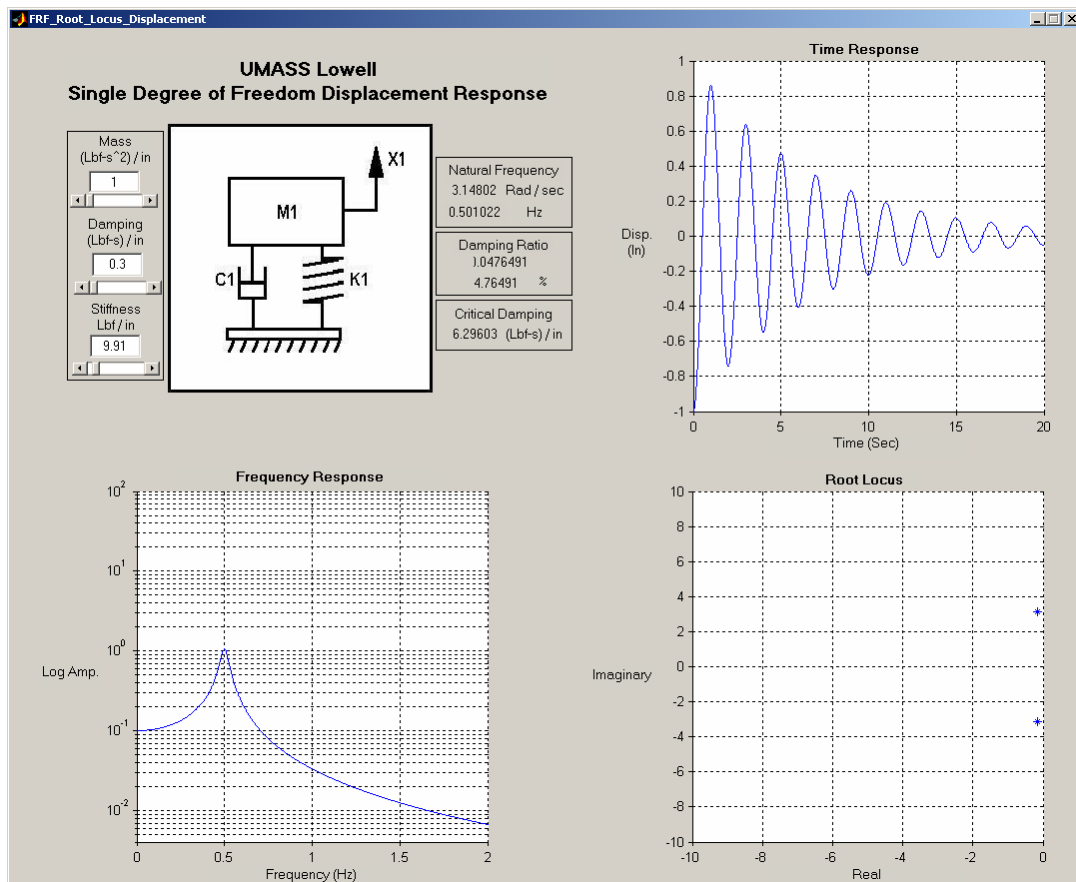 FRF_Root_Locus_Displacement
UMASS Lowell
Single Degree of Freedom Displacement Response
Mass
(Lbf-s^2) / in
1
Damping
(Lbf-s) / in
0.3
Stiffness
Lbf / in
9.91
X1
M1
C1
K1
Natural Frequency
3.14802 Rad / sec
0.501022 Hz
Damping Ratio
).0476491
4.76491 %
Critical Damping
6.29603 (Lbf-s) / in
Time Response
1
0.8
0.6
0.4
0.2
0
-0.2
-0.4
-0.6
-0.8
-1
Disp.
(In)
0 5 10 15 20
Time (Sec)
Frequency Response
10^2
10^1
10^0
10^-1
10^-2
Log Amp.
0 0.5 1 1.5 2
Frequency (Hz)
Root Locus
10
8
6
4
2
0
-2
-4
-6
-8
-10
Imaginary
-10 -8 -6 -4 -2 0
Real